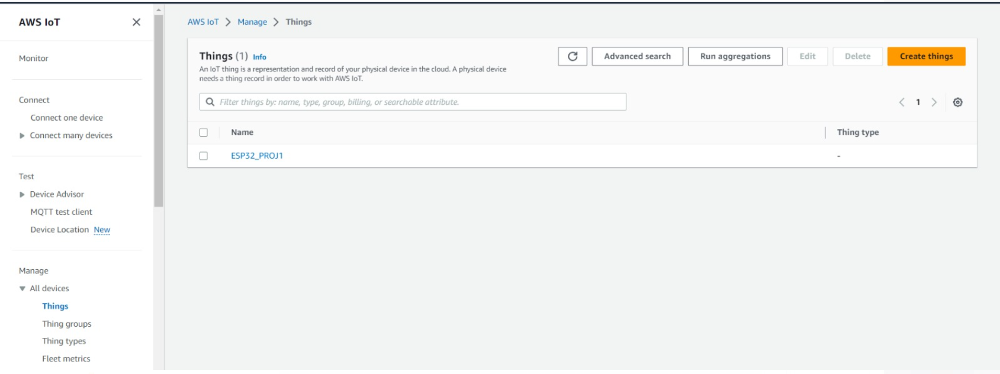 AWS IoT
Monitor
Connect
Connect one device
Connect many devices
Test
Device Advisor
MQTT test client
Device Location New
Manage
All devices
Things
Thing groups
Thing types
Fleet metrics
AWS IoT > Manage > Things
Things (1) Info
An IoT thing is a representation and record of your physical device in the cloud. A physical device
needs a thing record in order to work with AWS IoT.
Advanced search Run aggregations Edit Delete Create things
Filter things by: name, type, group, billing, or searchable attribute.
1
Name Thing type
ESP32_PROJ1 -